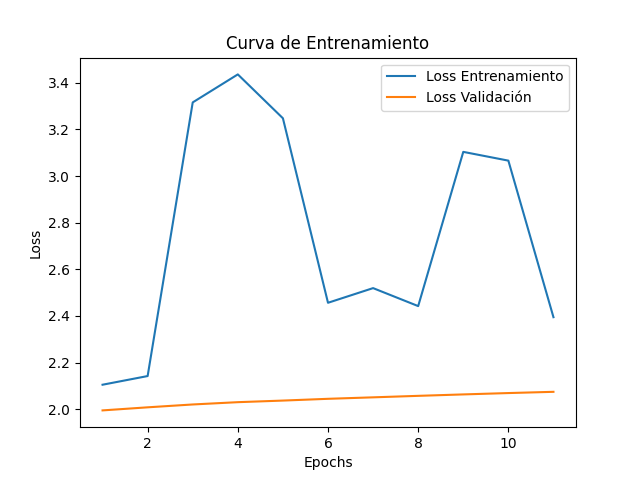 Curva de Entrenamiento
Loss Entrenamiento
Loss Validación
Loss
3.4
3.2
3.0
2.8
2.6
2.4
2.2
2.0
2 4 6 8 10
Epochs